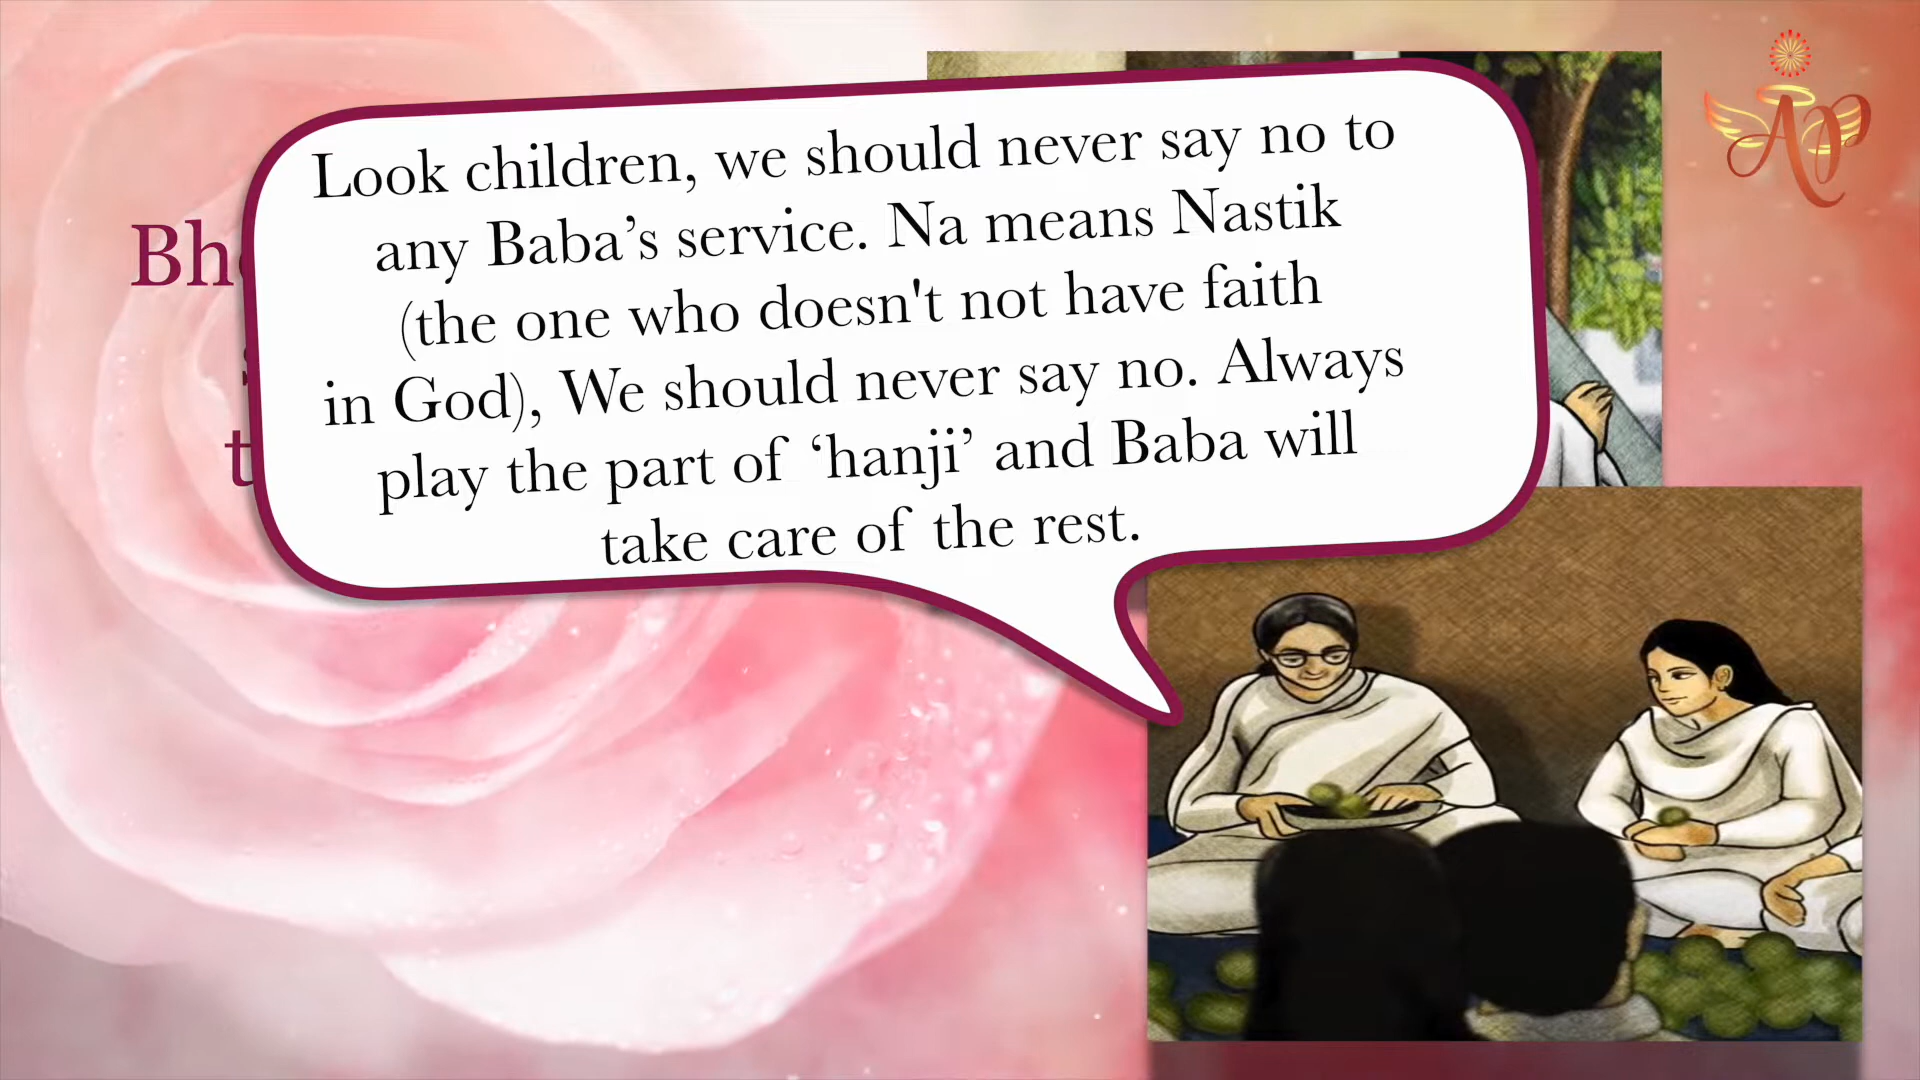 Look children, we should never say no to
any Baba’s service. Na means Nastik
(the one who doesn't not have faith
in God), We should never say no. Always
play the part of ‘hanji’ and Baba will
take care of the rest.
AP